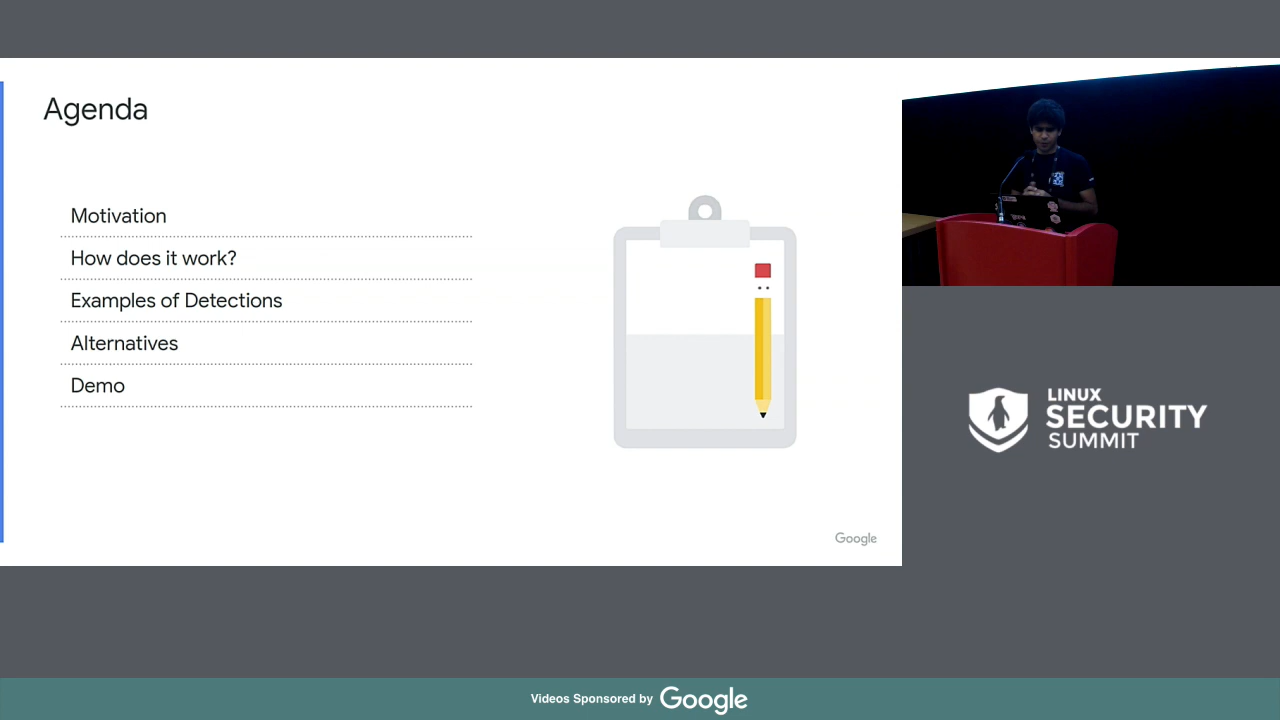 Agenda
Motivation
How does it work?
Examples of Detections
Alternatives
Demo
Google
LINUX
SECURITY
SUMMIT
Videos Sponsored by Google